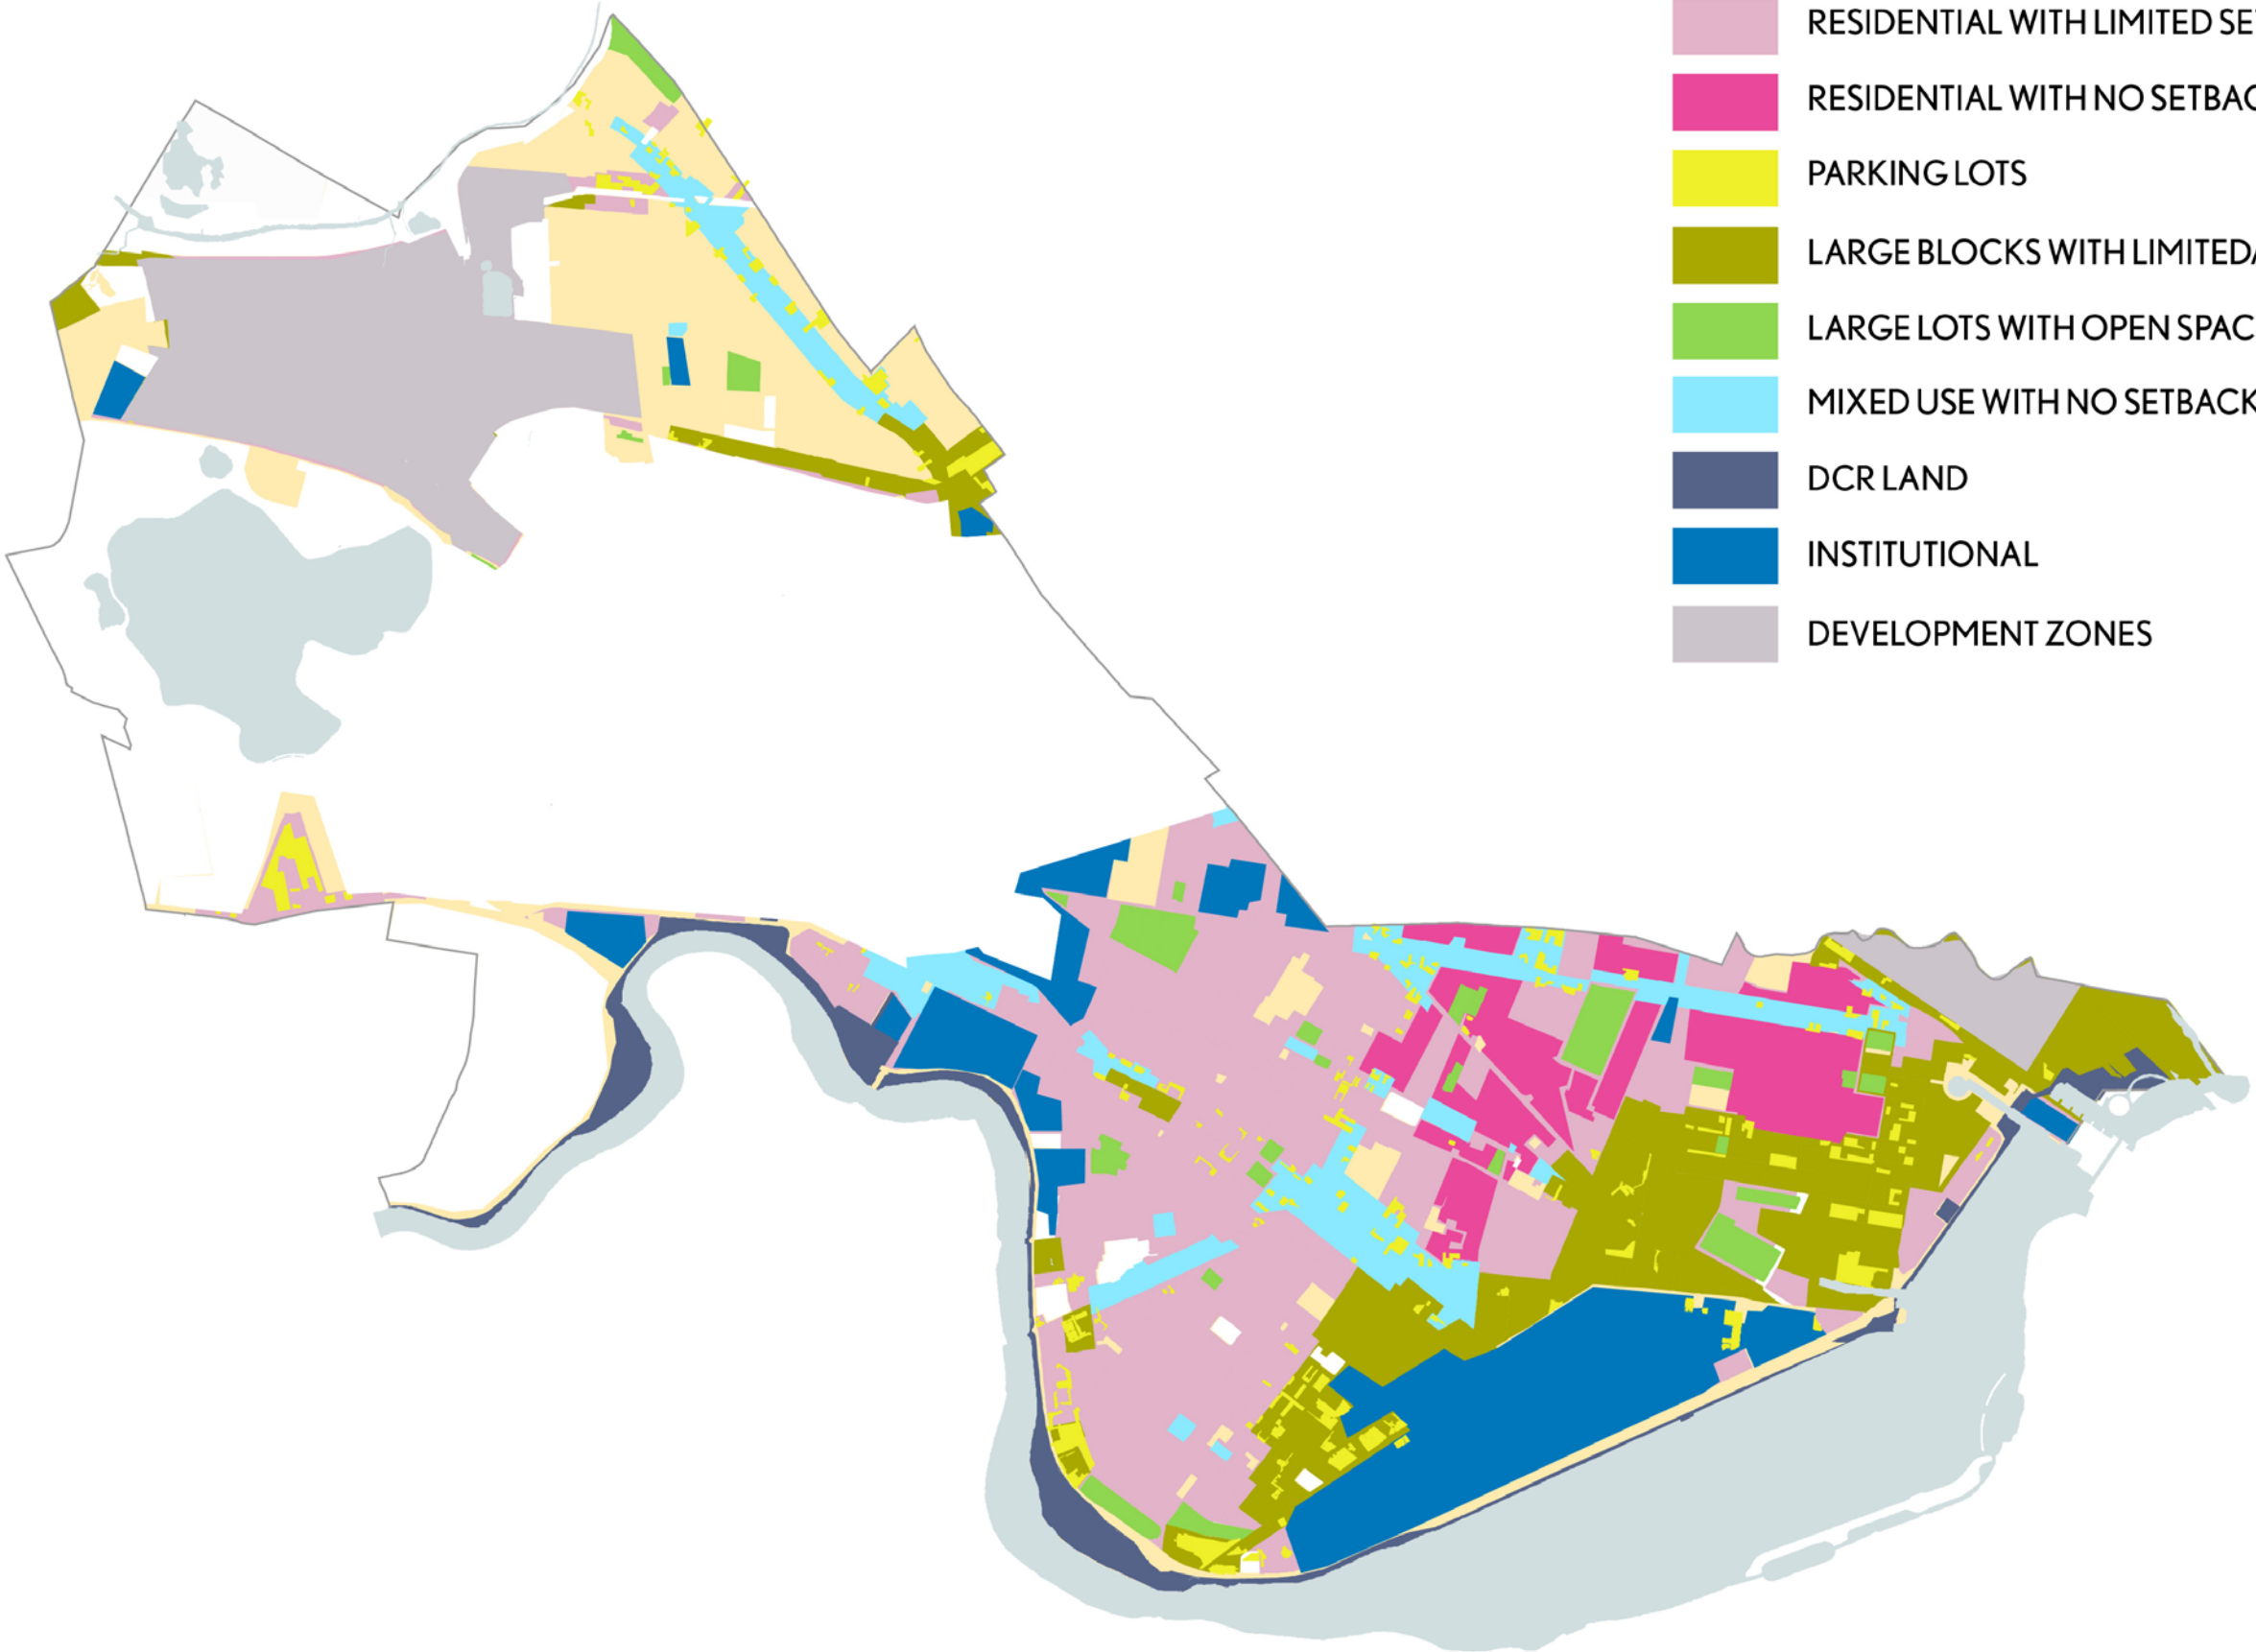 RESIDENTIAL WITH LIMITED SE
RESIDENTIAL WITH NO SETBAC
PARKING LOTS
LARGE BLOCKS WITH LIMITED
LARGE LOTS WITH OPEN SPAC
MIXED USE WITH NO SETBACK
DCR LAND
INSTITUTIONAL
DEVELOPMENT ZONES